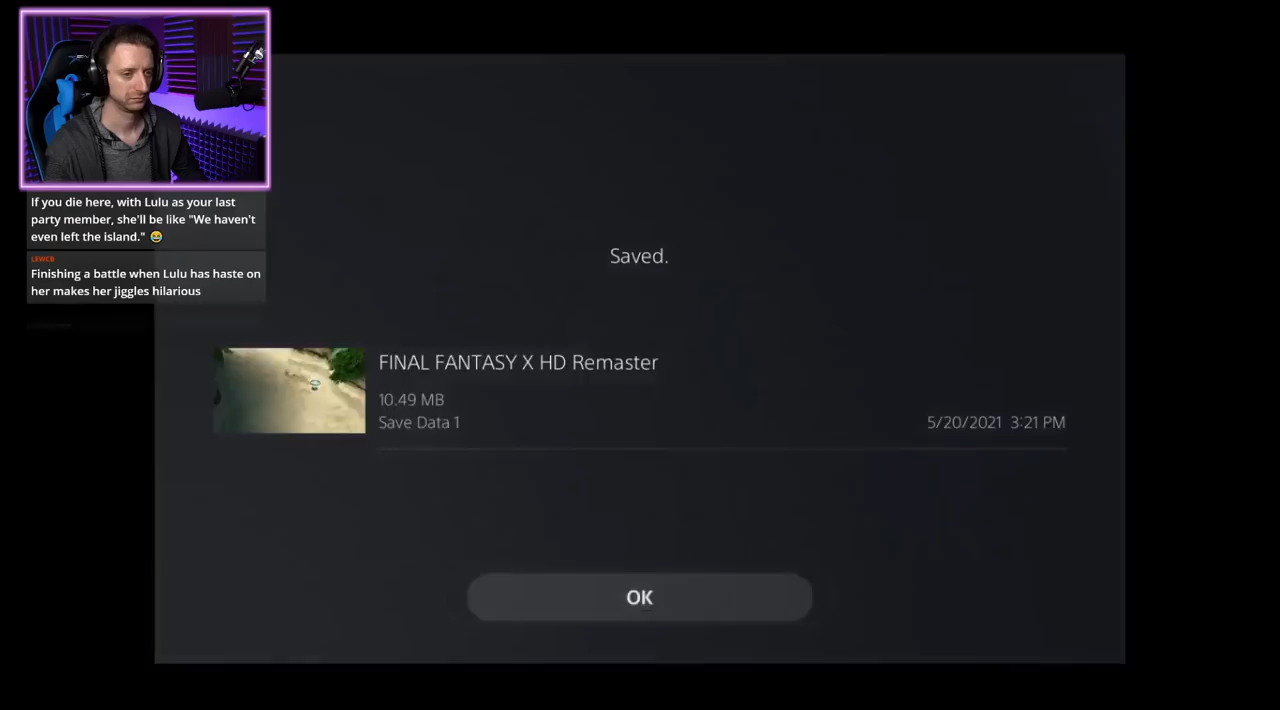 If you die here, with Lulu as your last
party member, she'll be like "We haven't
even left the island." 😂
LEWCB
Finishing a battle when Lulu has haste on
her makes her jiggles hilarious
Saved.
FINAL FANTASY X HD Remaster
10.49 MB
Save Data 1
5/20/2021 3:21 PM
OK